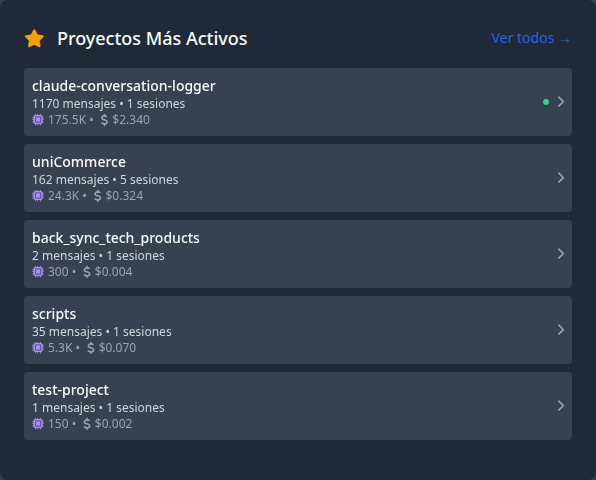 Proyectos Más Activos
Ver todos →
claude-conversation-logger
1170 mensajes • 1 sesiones
175.5K • $ $2.340
uniCommerce
162 mensajes • 5 sesiones
24.3K • $ $0.324
back_sync_tech_products
2 mensajes • 1 sesiones
300 • $ $0.004
scripts
35 mensajes • 1 sesiones
5.3K • $ $0.070
test-project
1 mensajes • 1 sesiones
150 • $ $0.002